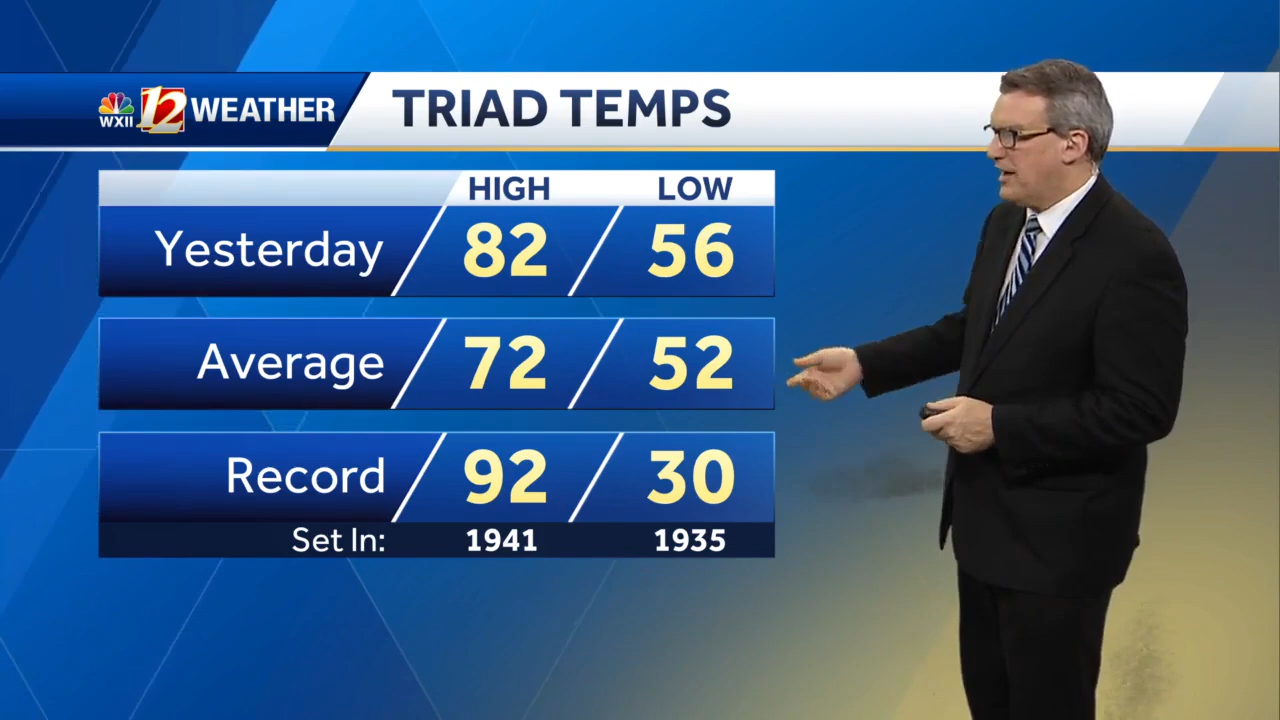 WXII 12 WEATHER TRIAD TEMPS
HIGH LOW
Yesterday 82 56
Average 72 52
Record 92 30
Set In: 1941 1935